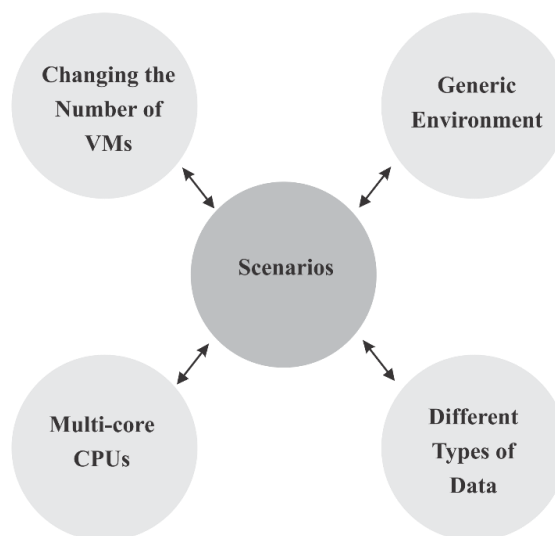 Changing the
Number of
VMs
Generic
Environment
Scenarios
Multi-core
CPUs
Different
Types of
Data